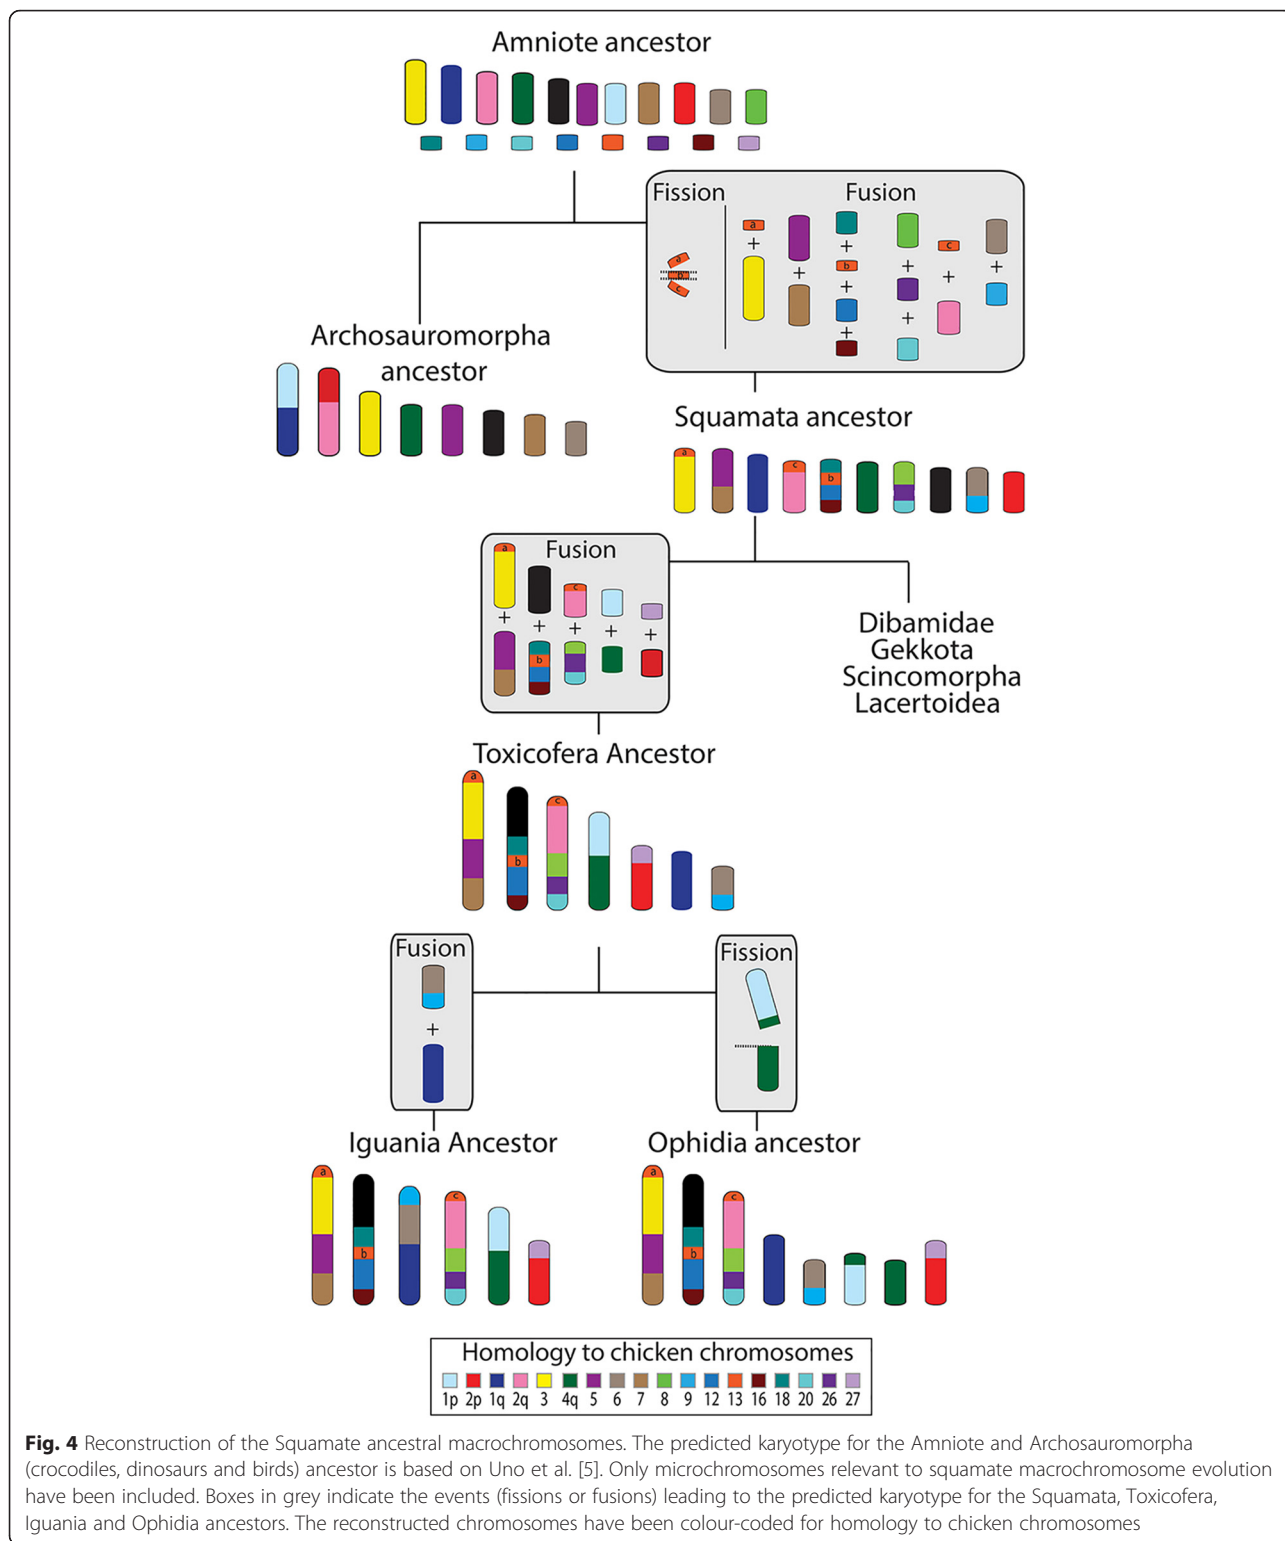 Amniote ancestor
Fission
Fusion
a
b
c
a
+
+
+
b
+
+
+
+
c
+
+
Archosauromorpha
ancestor
Squamata ancestor
a
c
b
Fusion
a
c
+
+
+
+
+
b
Dibamidae
Gekkota
Scincomorpha
Lacertoidea
Toxicofera Ancestor
a
c
b
Fusion
+
Fission
Iguania Ancestor
Ophidia ancestor
a
c
b
a
c
b
Homology to chicken chromosomes
1p 2p 1q 2q 3 4q 5 6 7 8 9 12 13 16 18 20 26 27
Fig. 4 Reconstruction of the Squamate ancestral macrochromosomes. The predicted karyotype for the Amniote and Archosauromorpha
(crocodiles, dinosaurs and birds) ancestor is based on Uno et al. [5]. Only microchromosomes relevant to squamate macrochromosome evolution
have been included. Boxes in grey indicate the events (fissions or fusions) leading to the predicted karyotype for the Squamata, Toxicofera,
Iguania and Ophidia ancestors. The reconstructed chromosomes have been colour-coded for homology to chicken chromosomes